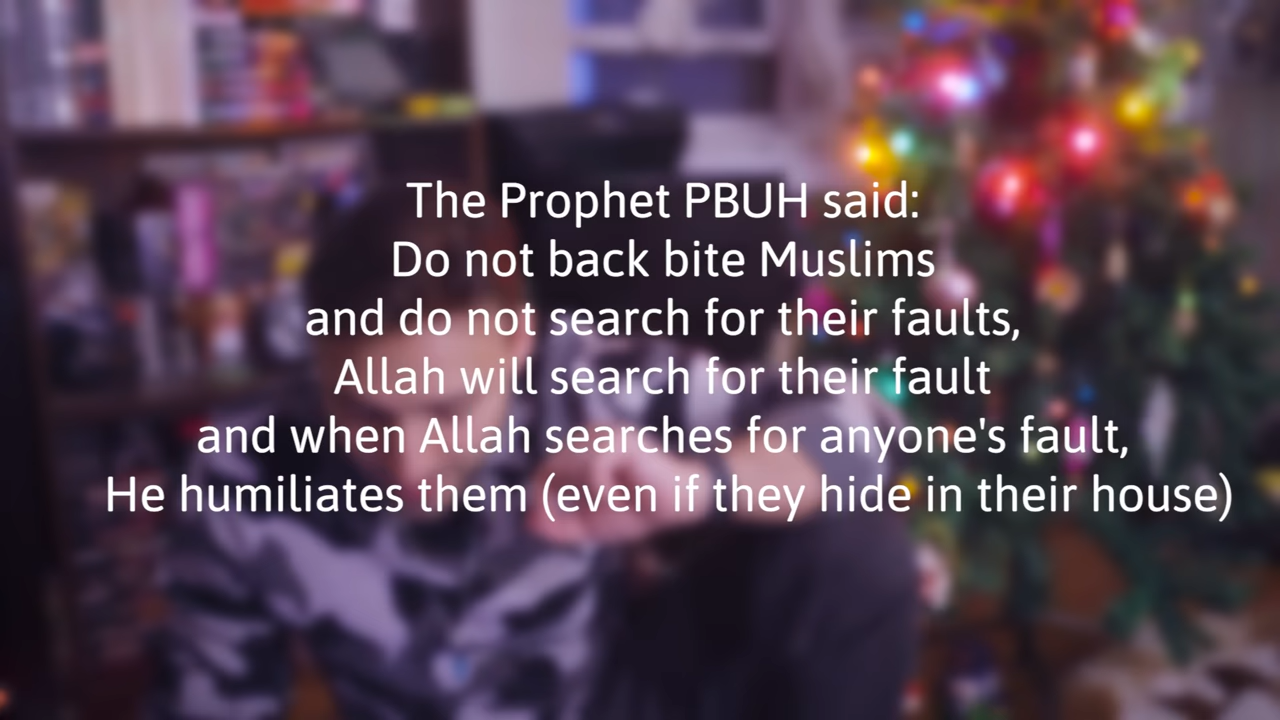 The Prophet PBUH said:
Do not back bite Muslims
and do not search for their faults,
Allah will search for their fault
and when Allah searches for anyone's fault,
He humiliates them (even if they hide in their house)